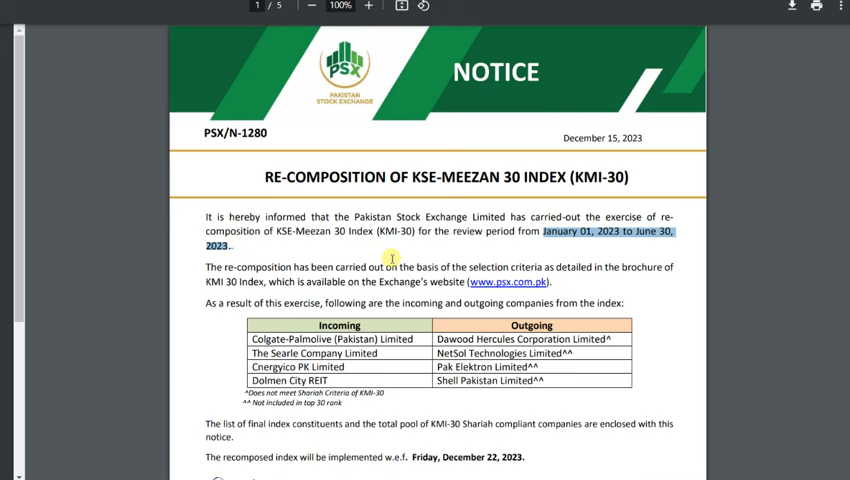 1 / 5
100%
PSX
PAKISTAN
STOCK EXCHANGE
NOTICE
PSX/N-1280
December 15, 2023
RE-COMPOSITION OF KSE-MEEZAN 30 INDEX (KMI-30)
It is hereby informed that the Pakistan Stock Exchange Limited has carried-out the exercise of re-
composition of KSE-Meezan 30 Index (KMI-30) for the review period from January 01, 2023 to June 30,
2023.
The re-composition has been carried out on the basis of the selection criteria as detailed in the brochure of
KMI 30 Index, which is available on the Exchange's website (www.psx.com.pk).
As a result of this exercise, following are the incoming and outgoing companies from the index:
Incoming Outgoing
Colgate-Palmolive (Pakistan) Limited Dawood Hercules Corporation Limited^
The Searle Company Limited NetSol Technologies Limited^^
Cnergyico PK Limited Pak Elektron Limited^^
Dolmen City REIT Shell Pakistan Limited^^
^Does not meet Shariah Criteria of KMI-30
^^ Not included in top 30 rank
The list of final index constituents and the total pool of KMI-30 Shariah compliant companies are enclosed with this
notice.
The recomposed index will be implemented w.e.f. Friday, December 22, 2023.